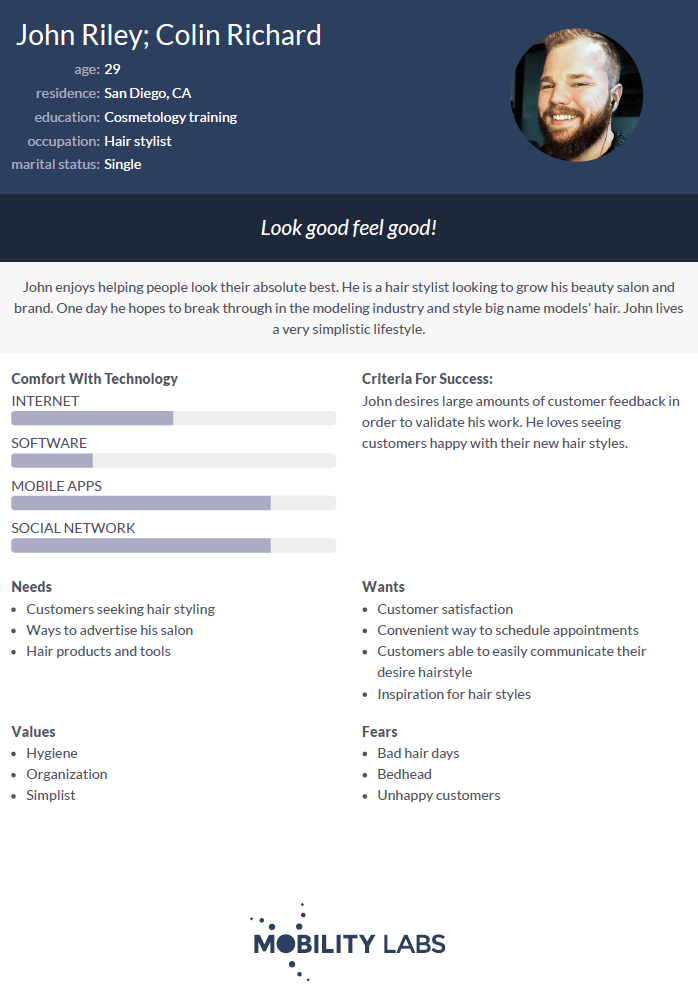 John Riley; Colin Richard
age: 29
residence: San Diego, CA
education: Cosmetology training
occupation: Hair stylist
marital status: Single
Look good feel good!
John enjoys helping people look their absolute best. He is a hair stylist looking to grow his beauty salon and
brand. One day he hopes to break through in the modeling industry and style big name models' hair. John lives
a very simplistic lifestyle.
Comfort With Technology
INTERNET
SOFTWARE
MOBILE APPS
SOCIAL NETWORK
Criteria For Success:
John desires large amounts of customer feedback in
order to validate his work. He loves seeing
customers happy with their new hair styles.
Needs
• Customers seeking hair styling
• Ways to advertise his salon
• Hair products and tools
Wants
• Customer satisfaction
• Convenient way to schedule appointments
• Customers able to easily communicate their
desire hairstyle
• Inspiration for hair styles
Values
• Hygiene
• Organization
• Simplist
Fears
• Bad hair days
• Bedhead
• Unhappy customers
MOBILITY LABS